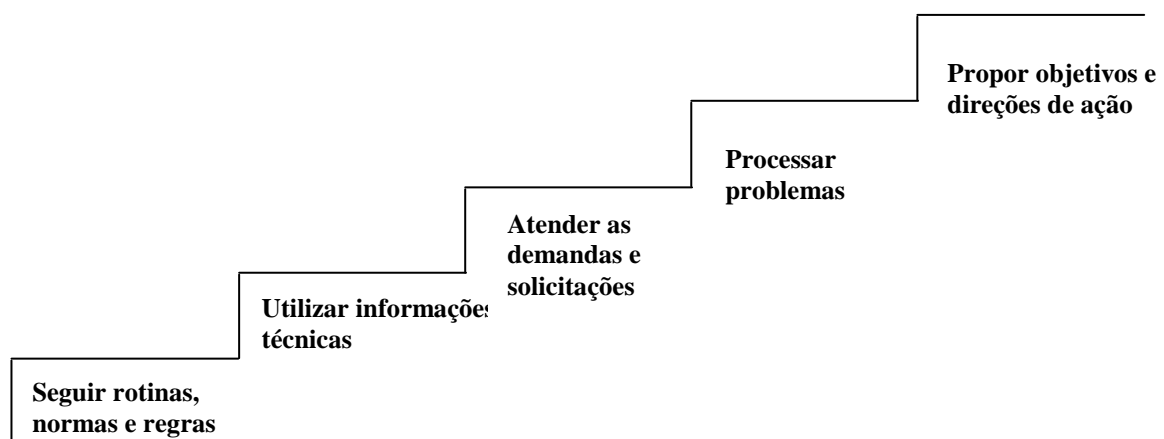 Propor objetivos e
direções de ação
Processar
problemas
Atender as
demandas e
solicitações
Utilizar informações
técnicas
Seguir rotinas,
normas e regras